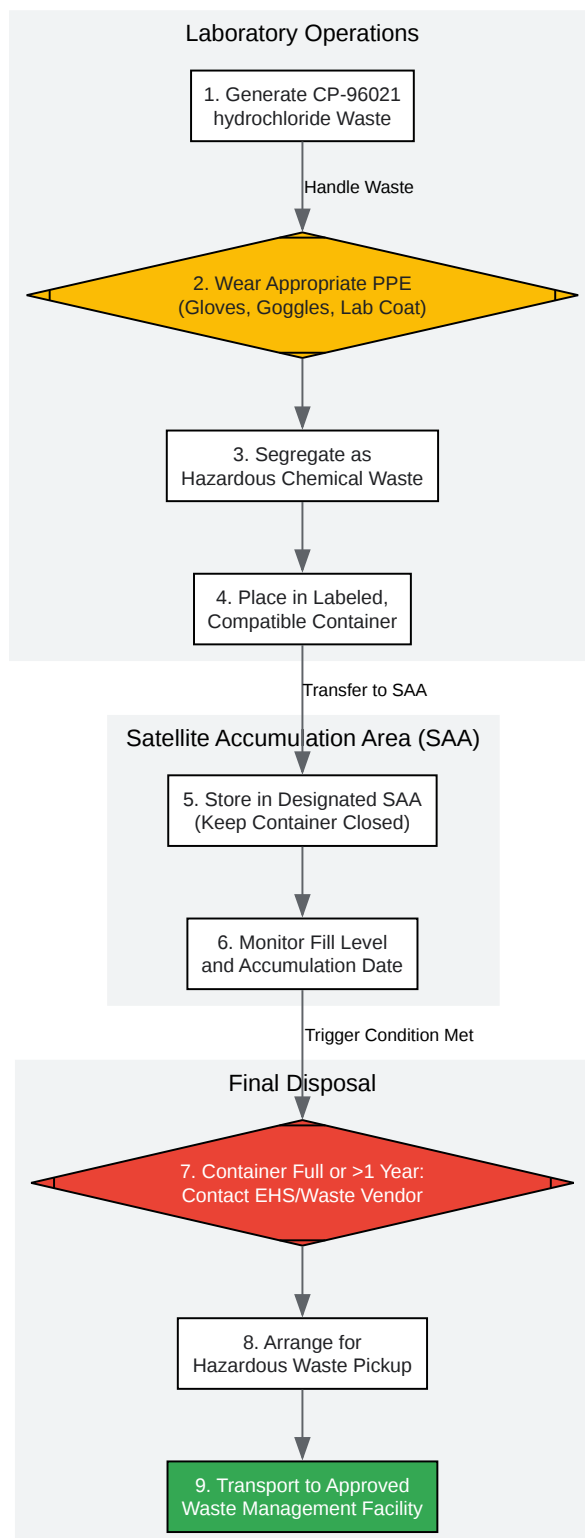 Laboratory Operations
1. Generate CP-96021
hydrochloride Waste
Handle Waste
2. Wear Appropriate PPE
(Gloves, Goggles, Lab Coat)
3. Segregate as
Hazardous Chemical Waste
4. Place in Labeled,
Compatible Container
Transfer to SAA
Satellite Accumulation Area (SAA)
5. Store in Designated SAA
(Keep Container Closed)
6. Monitor Fill Level
and Accumulation Date
Trigger Condition Met
Final Disposal
7. Container Full or >1 Year:
Contact EHS/Waste Vendor
8. Arrange for
Hazardous Waste Pickup
9. Transport to Approved
Waste Management Facility